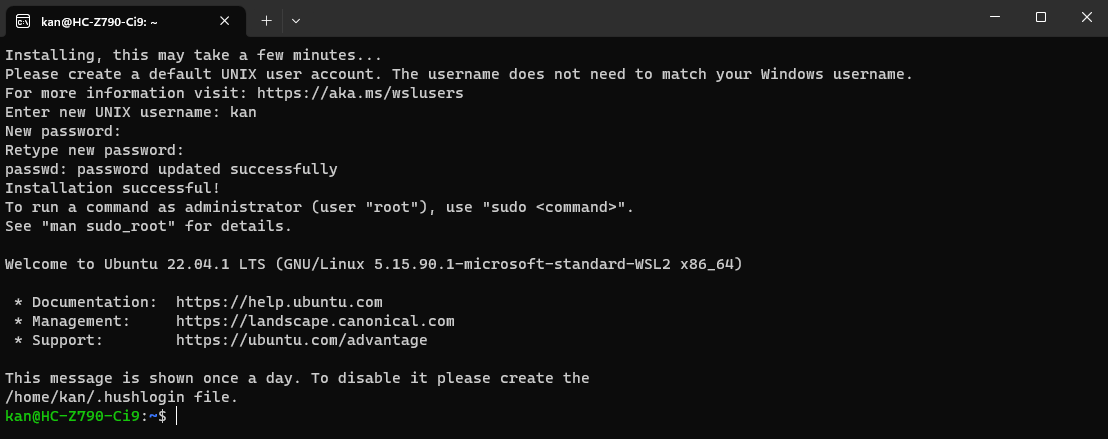 kan@HC-Z790-Ci9: ~
Installing, this may take a few minutes...
Please create a default UNIX user account. The username does not need to match your Windows username.
For more information visit: https://aka.ms/wslusers
Enter new UNIX username: kan
New password:
Retype new password:
passwd: password updated successfully
Installation successful!
To run a command as administrator (user "root"), use "sudo <command>".
See "man sudo_root" for details.

Welcome to Ubuntu 22.04.1 LTS (GNU/Linux 5.15.90.1-microsoft-standard-WSL2 x86_64)

 * Documentation:  https://help.ubuntu.com
 * Management:     https://landscape.canonical.com
 * Support:        https://ubuntu.com/advantage

This message is shown once a day. To disable it please create the
/home/kan/.hushlogin file.
kan@HC-Z790-Ci9:~$